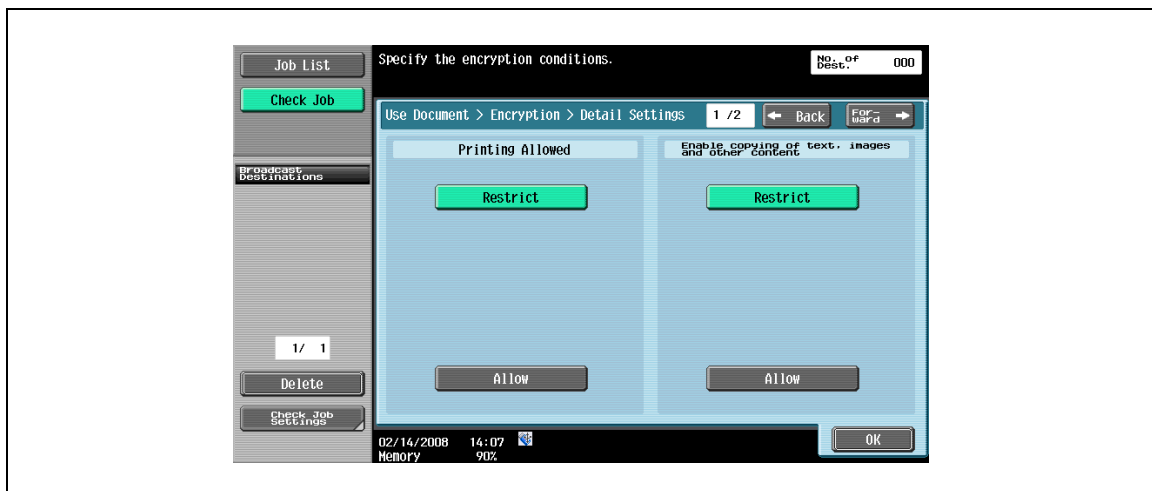 Job List
Check Job
Broadcast
Destinations
1/ 1
Delete
Check Job
Settings
Specify the encryption conditions.
No. of
Dest.
000
Use Document > Encryption > Detail Settings
1 /2
← Back
For-
ward →
Printing Allowed
Restrict
Allow
Enable copying of text, images
and other content
Restrict
Allow
02/14/2008 14:07
Memory 90%
OK